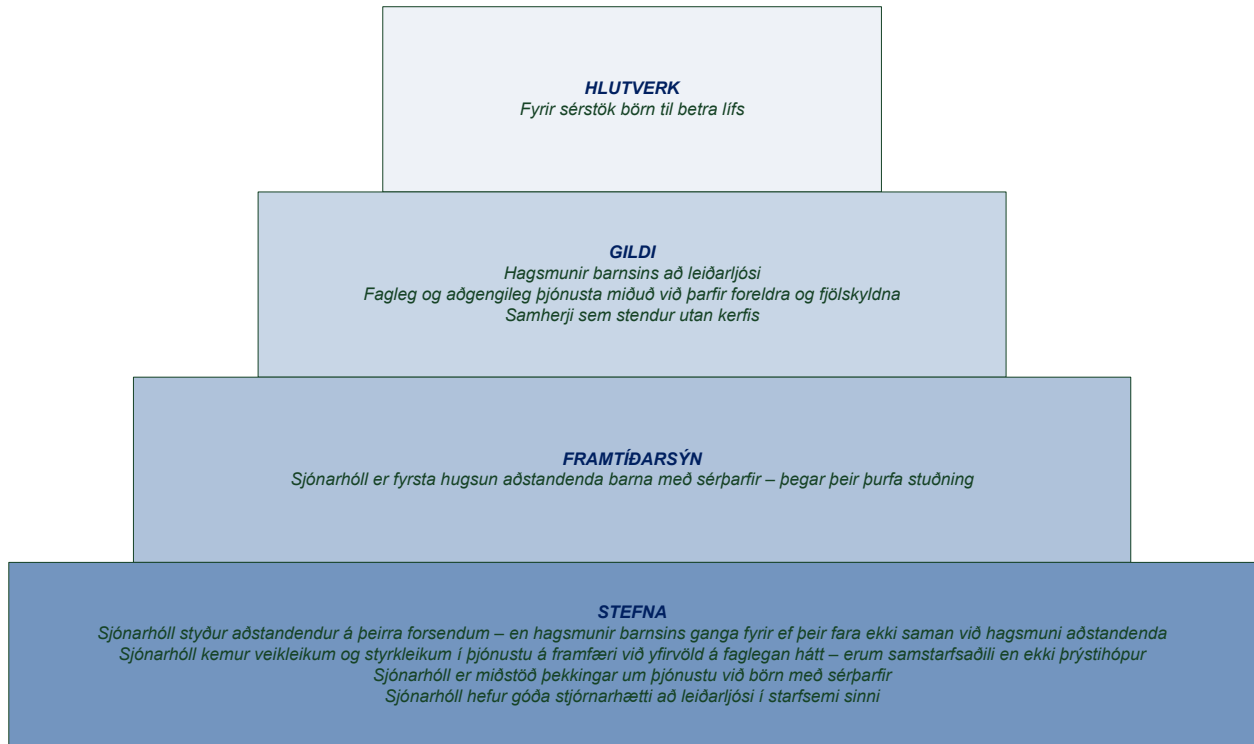 HLUTVERK
Fyrir sérstök börn til betra lífs
GILDI
Hagsmunir barnsins að leiðarljósi
Fagleg og aðgengileg þjónusta miðuð við þarfir foreldra og fjölskyldna
Samherji sem stendur utan kerfis
FRAMTÍÐARSÝN
Sjónarhóll er fyrsta hugsun aðstandenda barna með sérþarfir – þegar þeir þurfa stuðning
STEFNA
Sjónarhóll styður aðstandendur á þeirra forsendum – en hagsmunir barnsins ganga fyrir ef þeir fara ekki saman við hagsmuni aðstandenda
Sjónarhóll kemur veikleikum og styrkleikum í þjónustu á framfæri við yfirvöld á faglegan hátt – erum samstarfsaðili en ekki þrýstihópur
Sjónarhóll er miðstöð þekkingar um þjónustu við börn með sérþarfir
Sjónarhóll hefur góða stjórnarhætti að leiðarljósi í starfsemi sinni